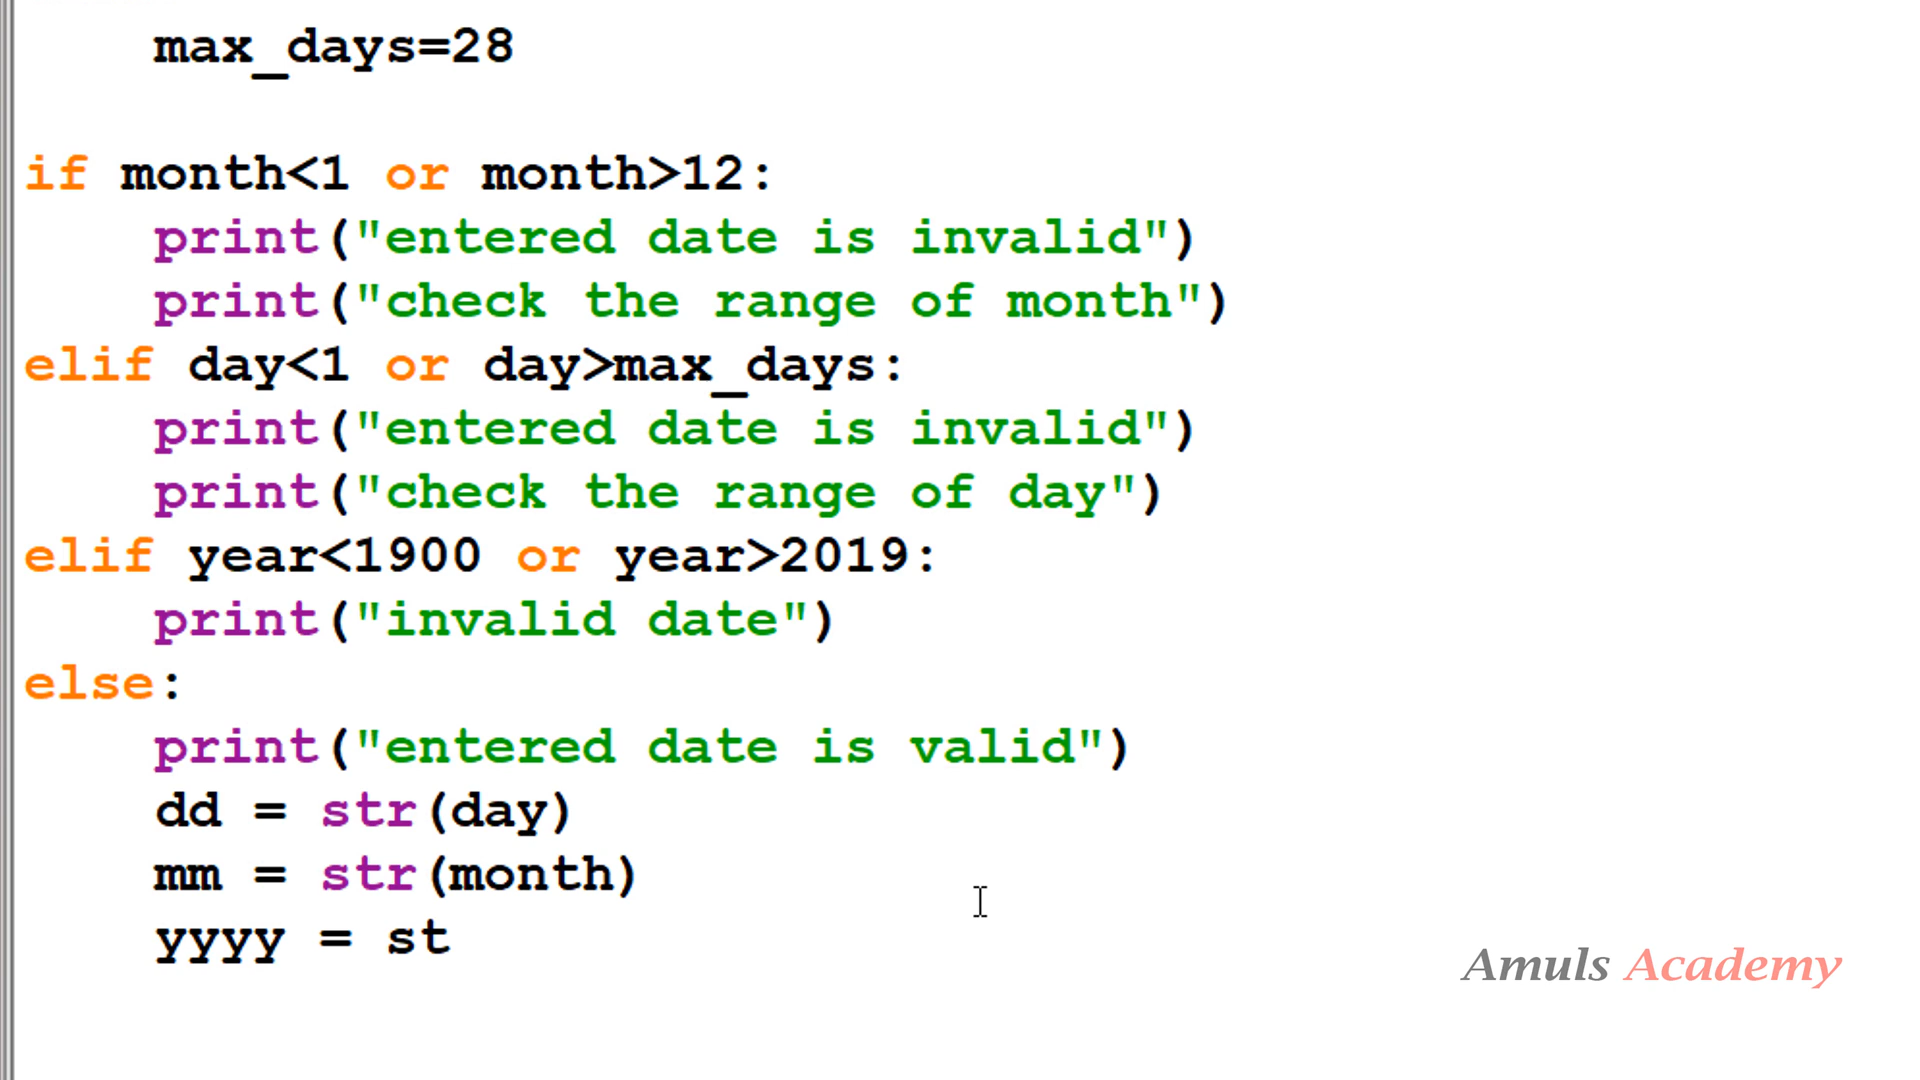 max_days=28
if month<1 or month>12:
print("entered date is invalid")
print("check the range of month")
elif day<1 or day>max_days:
print("entered date is invalid")
print("check the range of day")
elif year<1900 or year>2019:
print("invalid date")
else:
print("entered date is valid")
dd = str(day)
mm = str(month)
yyyy = st
Amuls Academy